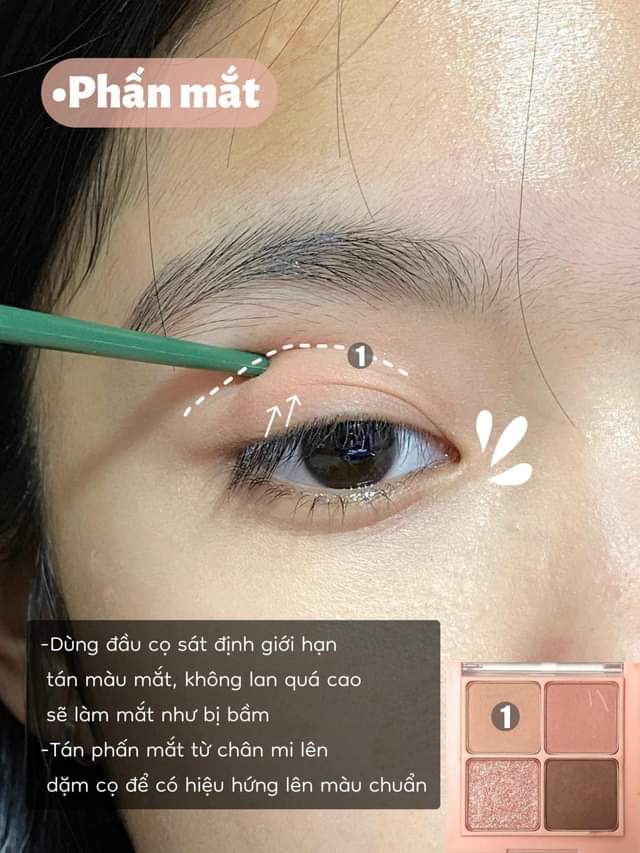 •Phấn mắt
1
-Dùng đầu cọ sát định giới hạn
tán màu mắt, không lan quá cao
sẽ làm mắt như bị bầm
-Tán phấn mắt từ chân mi lên
dặm cọ để có hiệu hứng lên màu chuẩn
1